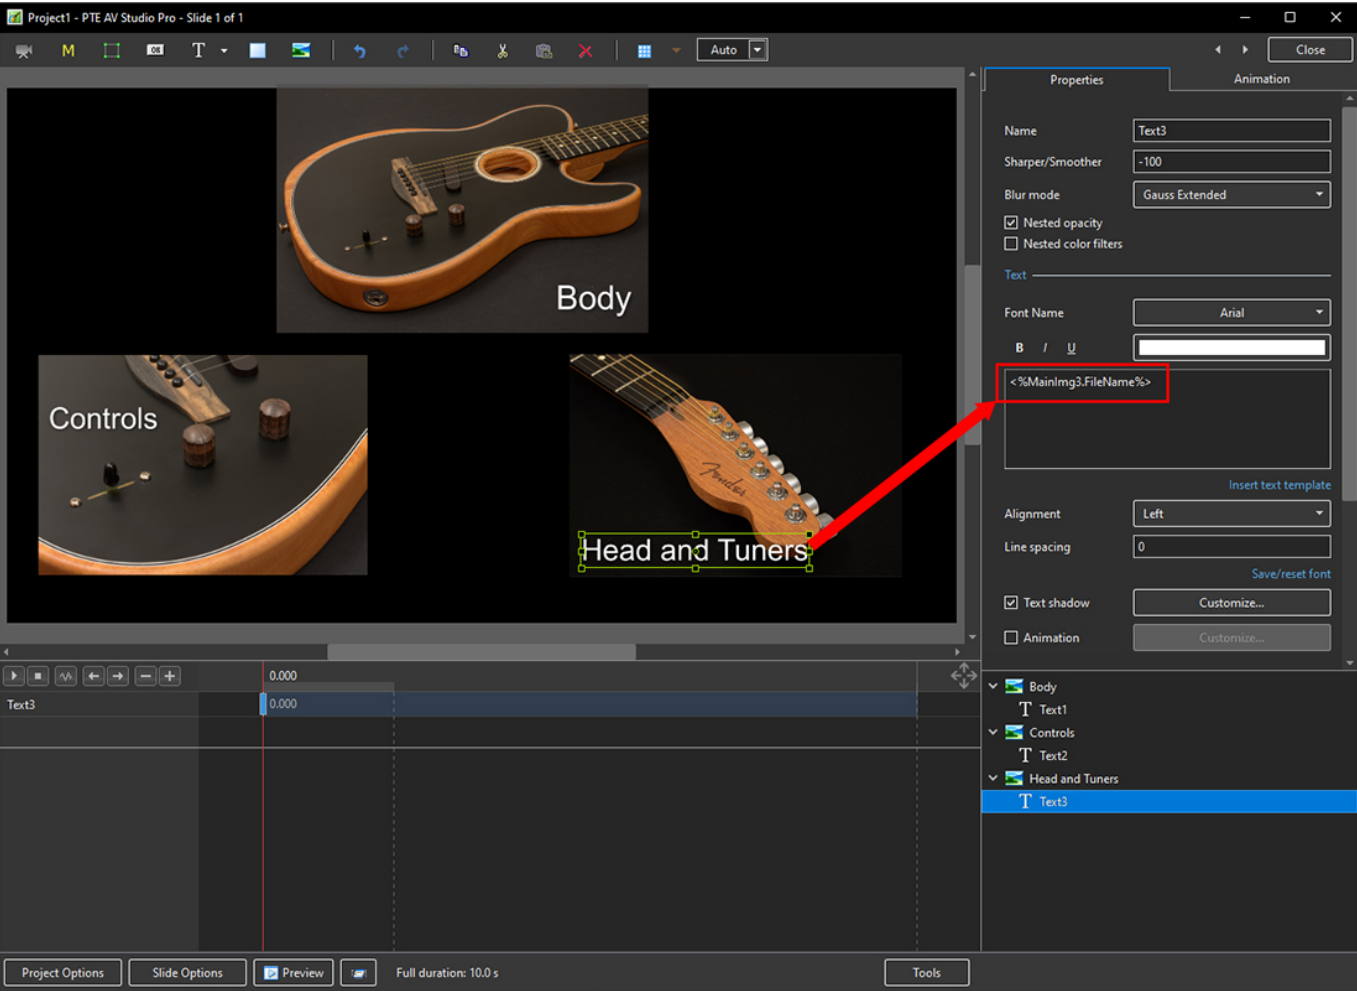 Project1 - PTE AV Studio Pro - Slide 1 of 1
M
OK
T
Auto
Close
Properties
Animation
Name
Text3
Sharper/Smoother
-100
Blur mode
Gauss Extended
Nested opacity
Nested color filters
Text
Font Name
Arial
B I U
<%MainImg3.FileName%>
Insert text template
Alignment
Left
Line spacing
0
Save/reset font
Text shadow
Customize...
Animation
Customize...
Body
Controls
Fender
Head and Tuners
0.000
Text3
0.000
Body
T Text1
Controls
T Text2
Head and Tuners
T Text3
Project Options
Slide Options
Preview
Full duration: 10.0 s
Tools